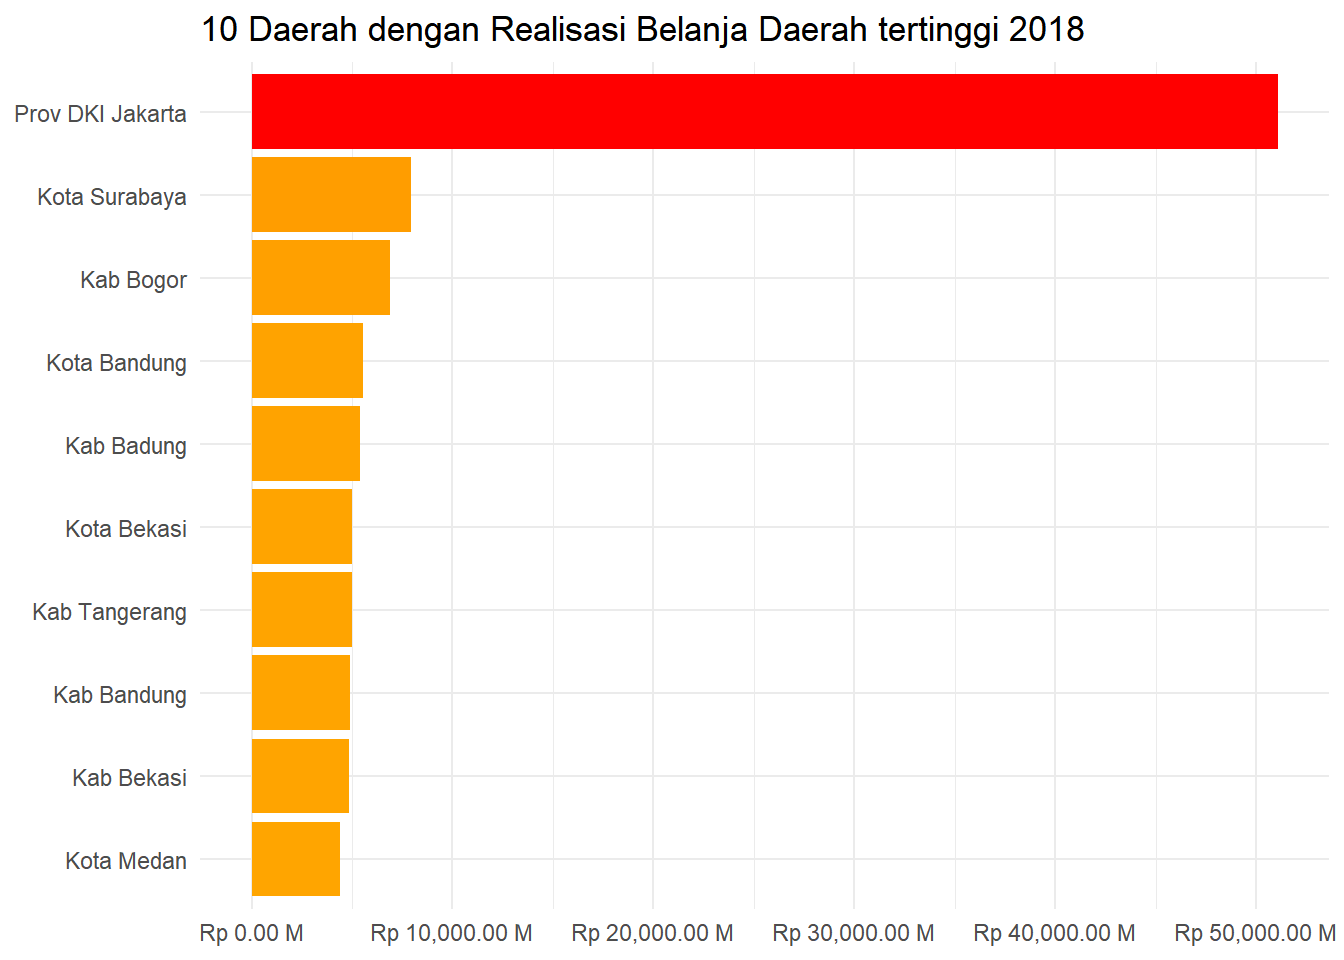 10 Daerah dengan Realisasi Belanja Daerah tertinggi 2018
Prov DKI Jakarta
Kota Surabaya
Kab Bogor
Kota Bandung
Kab Badung
Kota Bekasi
Kab Tangerang
Kab Bandung
Kab Bekasi
Kota Medan
Rp 0.00 M Rp 10,000.00 M Rp 20,000.00 M Rp 30,000.00 M Rp 40,000.00 M Rp 50,000.00 M